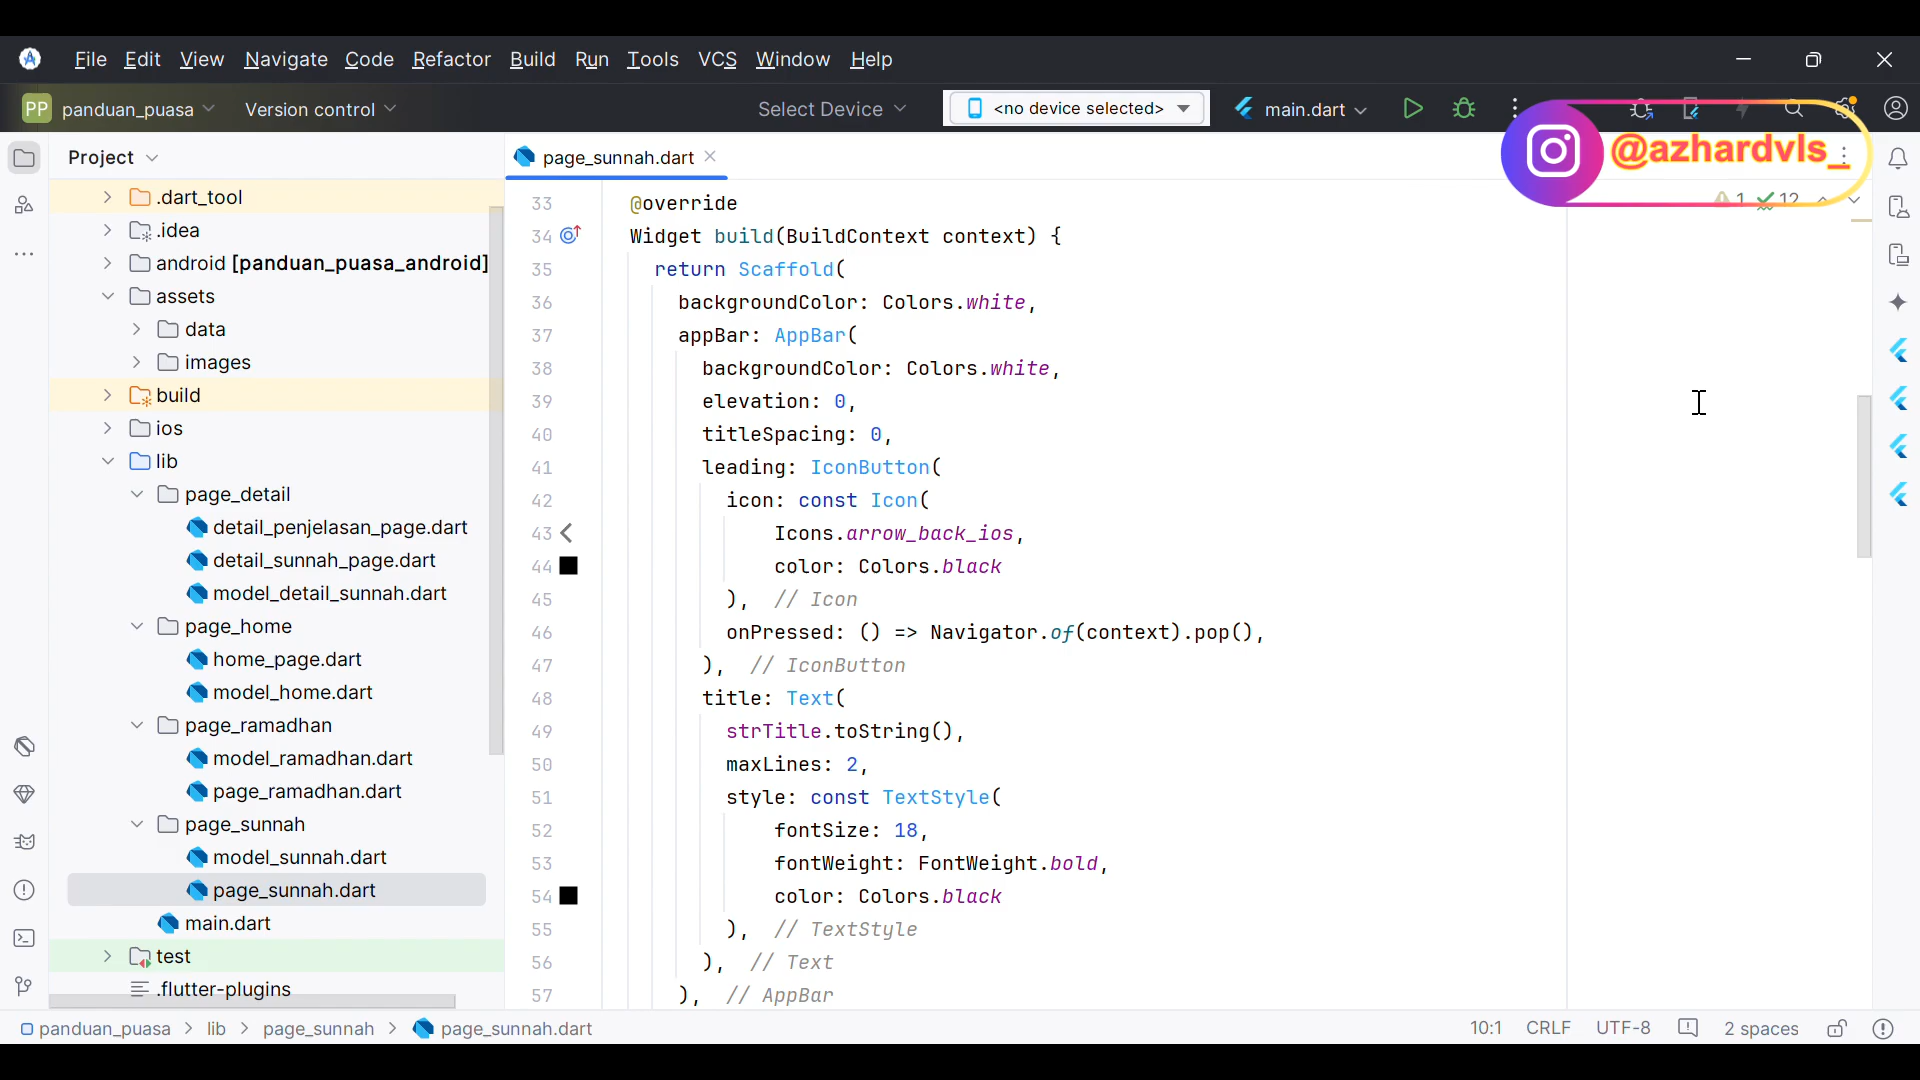 File Edit View Navigate Code Refactor Build Run Tools VCS Window Help
PP panduan_puasa Version control Select Device <no device selected> main.dart
@azhardvls_
Project
page_sunnah.dart
1 12
.dart_tool
.idea
android [panduan_puasa_android]
assets
data
images
build
ios
lib
page_detail
detail_penjelasan_page.dart
detail_sunnah_page.dart
model_detail_sunnah.dart
page_home
home_page.dart
model_home.dart
page_ramadhan
model_ramadhan.dart
page_ramadhan.dart
page_sunnah
model_sunnah.dart
page_sunnah.dart
main.dart
test
.flutter-plugins
33 @override
34 Widget build(BuildContext context) {
35 return Scaffold(
36 backgroundColor: Colors.white,
37 appBar: AppBar(
38 backgroundColor: Colors.white,
39 elevation: 0,
40 titleSpacing: 0,
41 leading: IconButton(
42 icon: const Icon(
43 Icons.arrow_back_ios,
44 color: Colors.black
45 ), // Icon
46 onPressed: () => Navigator.of(context).pop(),
47 ), // IconButton
48 title: Text(
49 strTitle.toString(),
50 maxLines: 2,
51 style: const TextStyle(
52 fontSize: 18,
53 fontWeight: FontWeight.bold,
54 color: Colors.black
55 ), // TextStyle
56 ), // Text
57 ), // AppBar
panduan_puasa > lib > page_sunnah > page_sunnah.dart
10:1 CRLF UTF-8 2 spaces